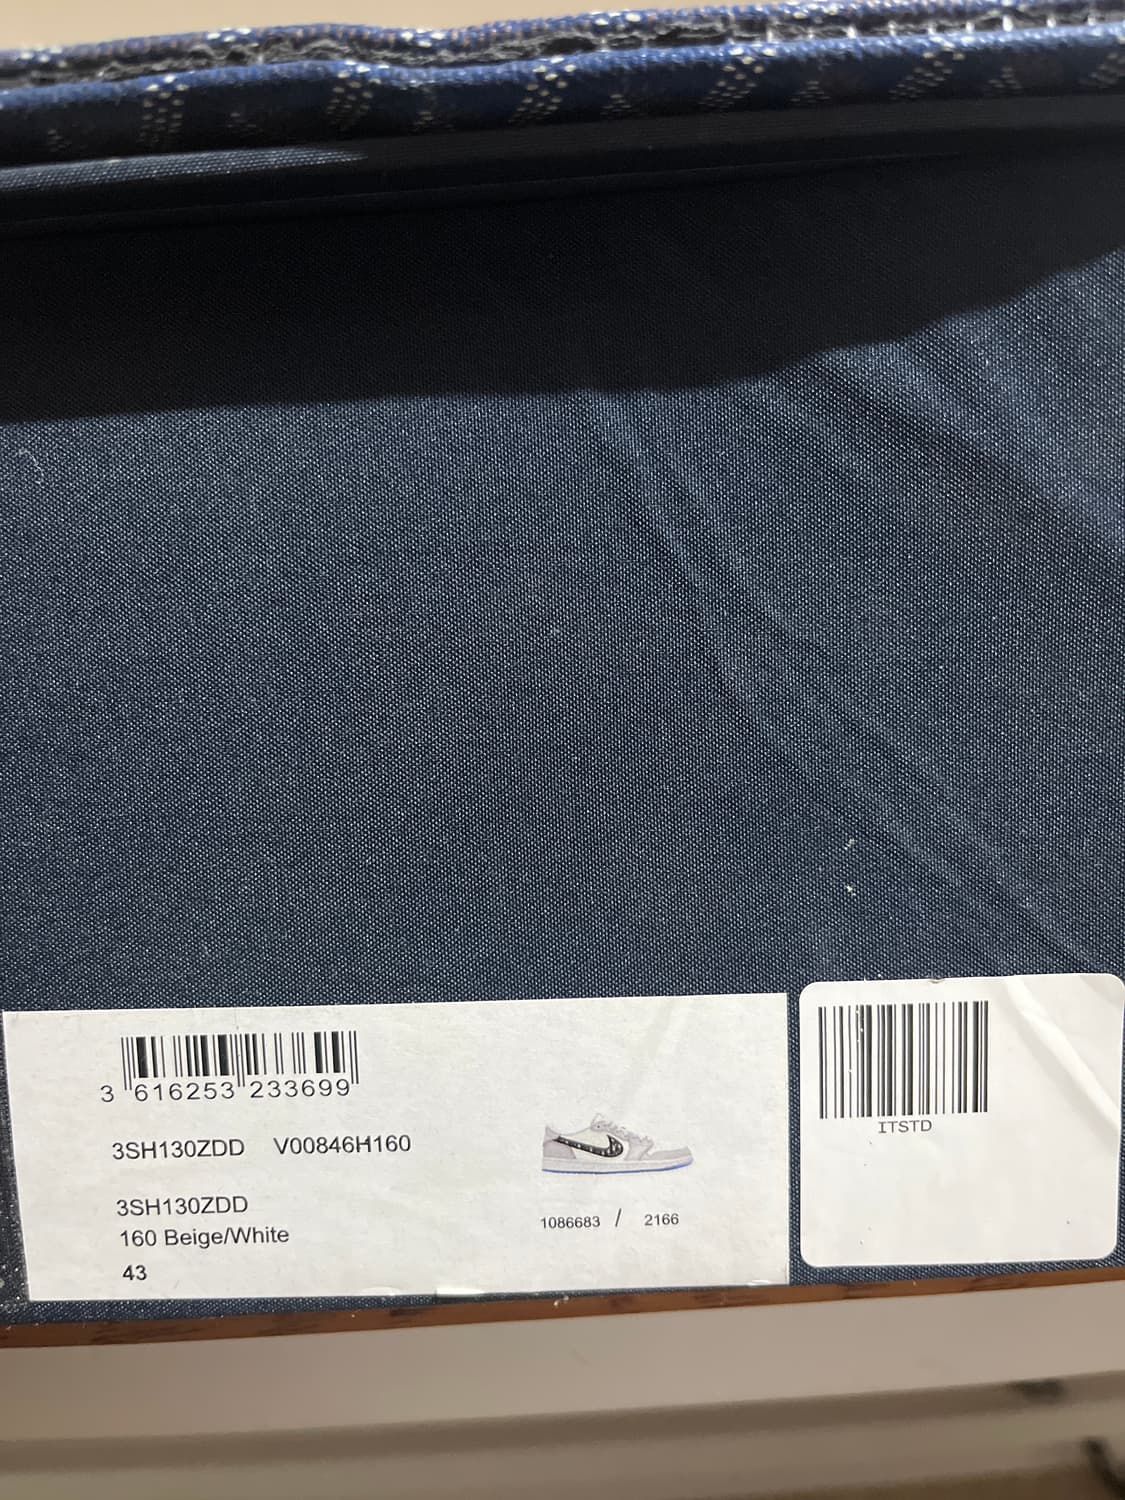 3 616253 233699
3SH130ZDD V00846H160
3SH130ZDD
160 Beige/White
43
1086683 / 2166
ITSTD